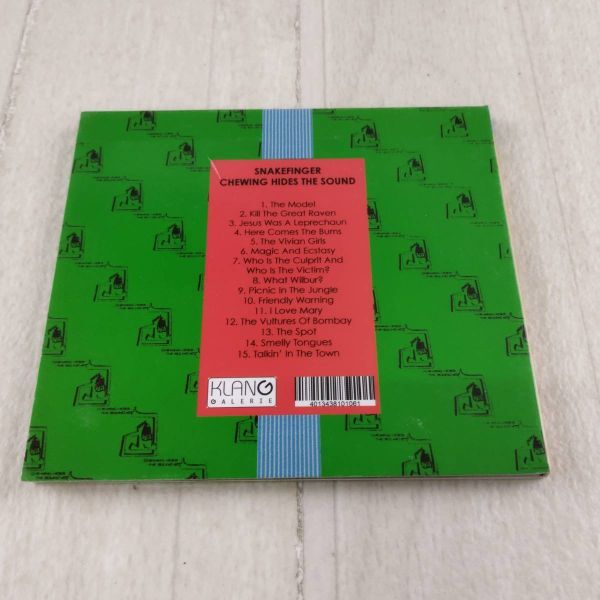 SNAKEFINGER
CHEWING HIDES THE SOUND
1. The Model
2. Kill The Great Raven
3. Jesus Was A Leprechaun
4. Here Comes The Bums
5. The Vivian Girls
6. Magic And Ecstasy
7. Who Is The Culprit And
Who Is The Victim?
8. What Wilbur?
9. Picnic In The Jungle
10. Friendly Warning
11. I Love Mary
12. The Vultures Of Bombay
13. The Spot
14. Smelly Tongues
15. Talkin' In The Town
KLANG
GALERIE
4013438101061